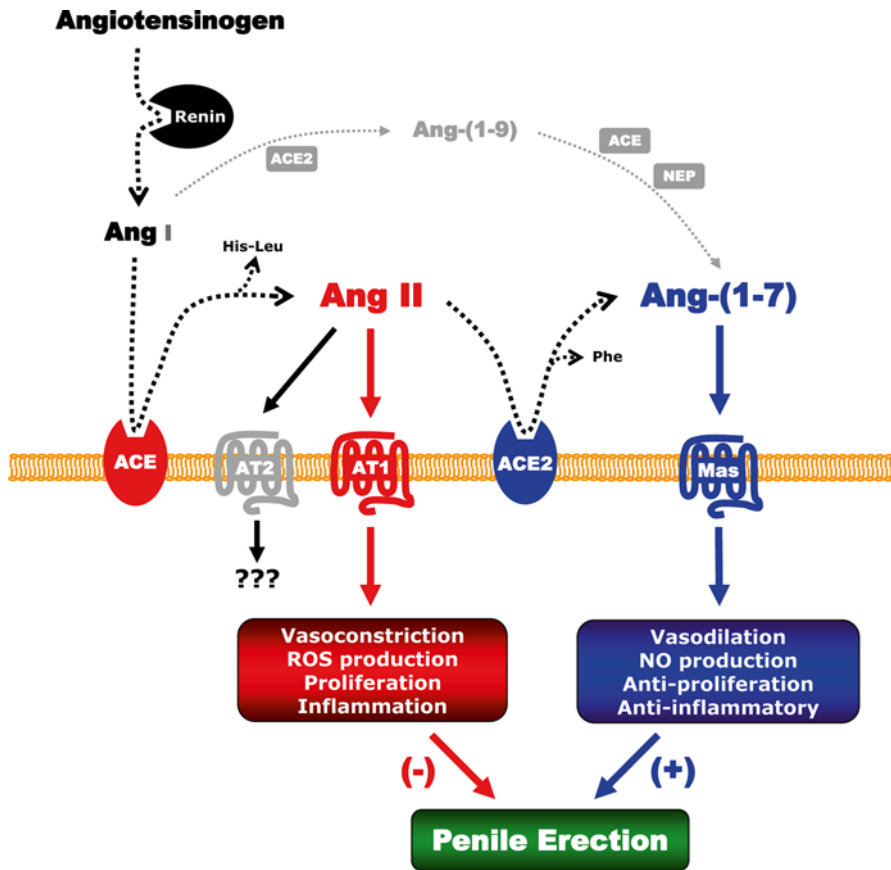 Angiotensinogen
Renin
ACE2
Ang-(1-9)
ACE
NEP
Ang I
His-Leu
Ang II
Ang-(1-7)
Phe
ACE
AT2
AT1
ACE2
Mas
???
Vasoconstriction
ROS production
Proliferation
Inflammation
Vasodilation
NO production
Anti-proliferation
Anti-inflammatory
(-)
(+)
Penile Erection